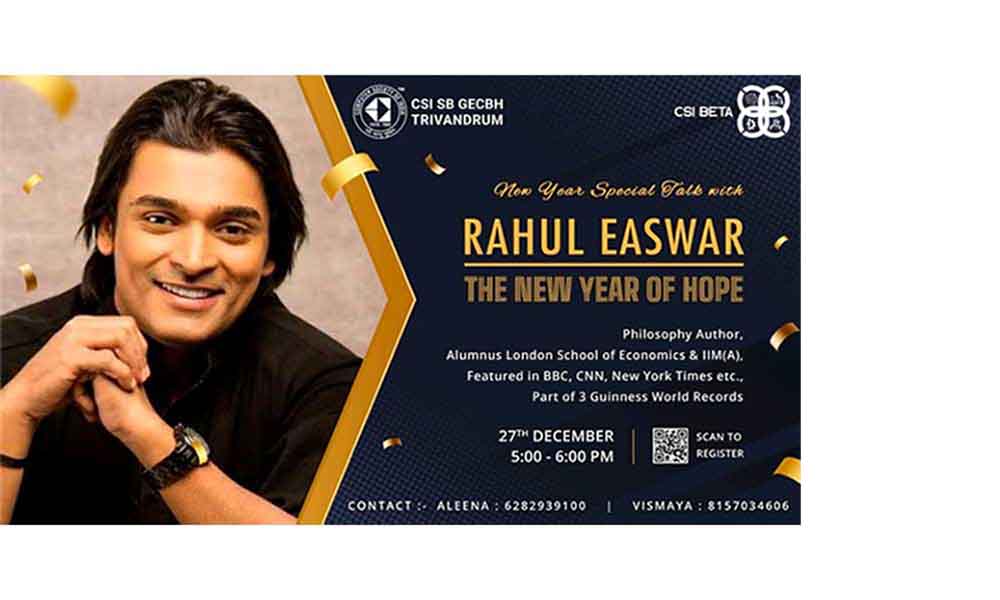 CSI SB GECBH
TRIVANDRUM
CSI BETA
New Year Special Talk with
RAHUL EASWAR
THE NEW YEAR OF HOPE
Philosophy Author,
Alumnus London School of Economics & IIM(A),
Featured in BBC, CNN, New York Times etc.,
Part of 3 Guinness World Records
27TH DECEMBER
5:00 - 6:00 PM
SCAN TO
REGISTER
CONTACT :- ALEENA : 6282939100 | VISMAYA : 8157034606